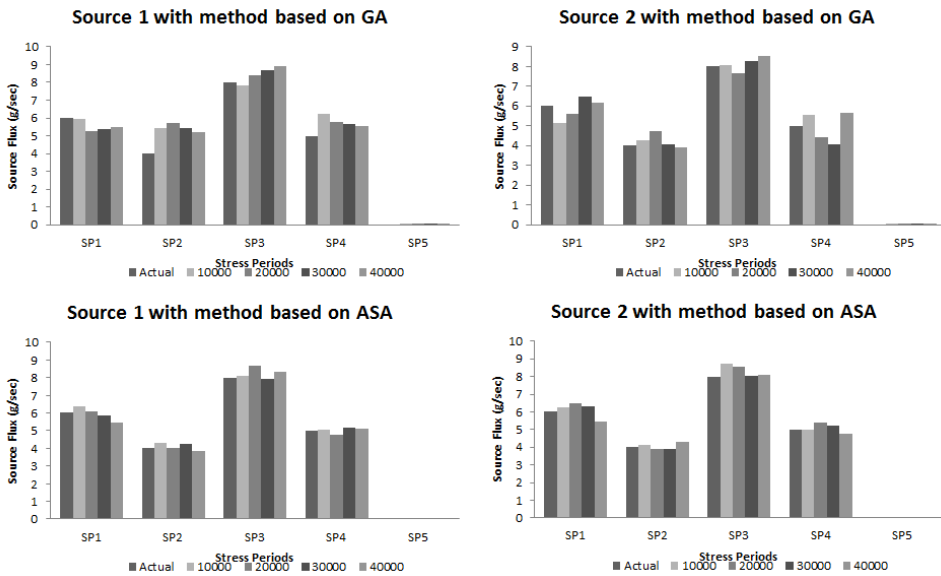 Source 1 with method based on GA
10
9
8
7
6
5
4
3
2
1
0
Source Flux (g/sec)
SP1 SP2 SP3 SP4 SP5
Stress Periods
Actual 10000 20000 30000 40000
Source 2 with method based on GA
9
8
7
6
5
4
3
2
1
0
Source Flux (g/sec)
SP1 SP2 SP3 SP4 SP5
Stress Periods
Actual 10000 20000 30000 40000
Source 1 with method based on ASA
10
9
8
7
6
5
4
3
2
1
0
Source Flux (g/sec)
SP1 SP2 SP3 SP4 SP5
Stress Periods
Actual 10000 20000 30000 40000
Source 2 with method based on ASA
10
9
8
7
6
5
4
3
2
1
0
Source Flux (g/sec)
SP1 SP2 SP3 SP4 SP5
Stress Periods
Actual 10000 20000 30000 40000